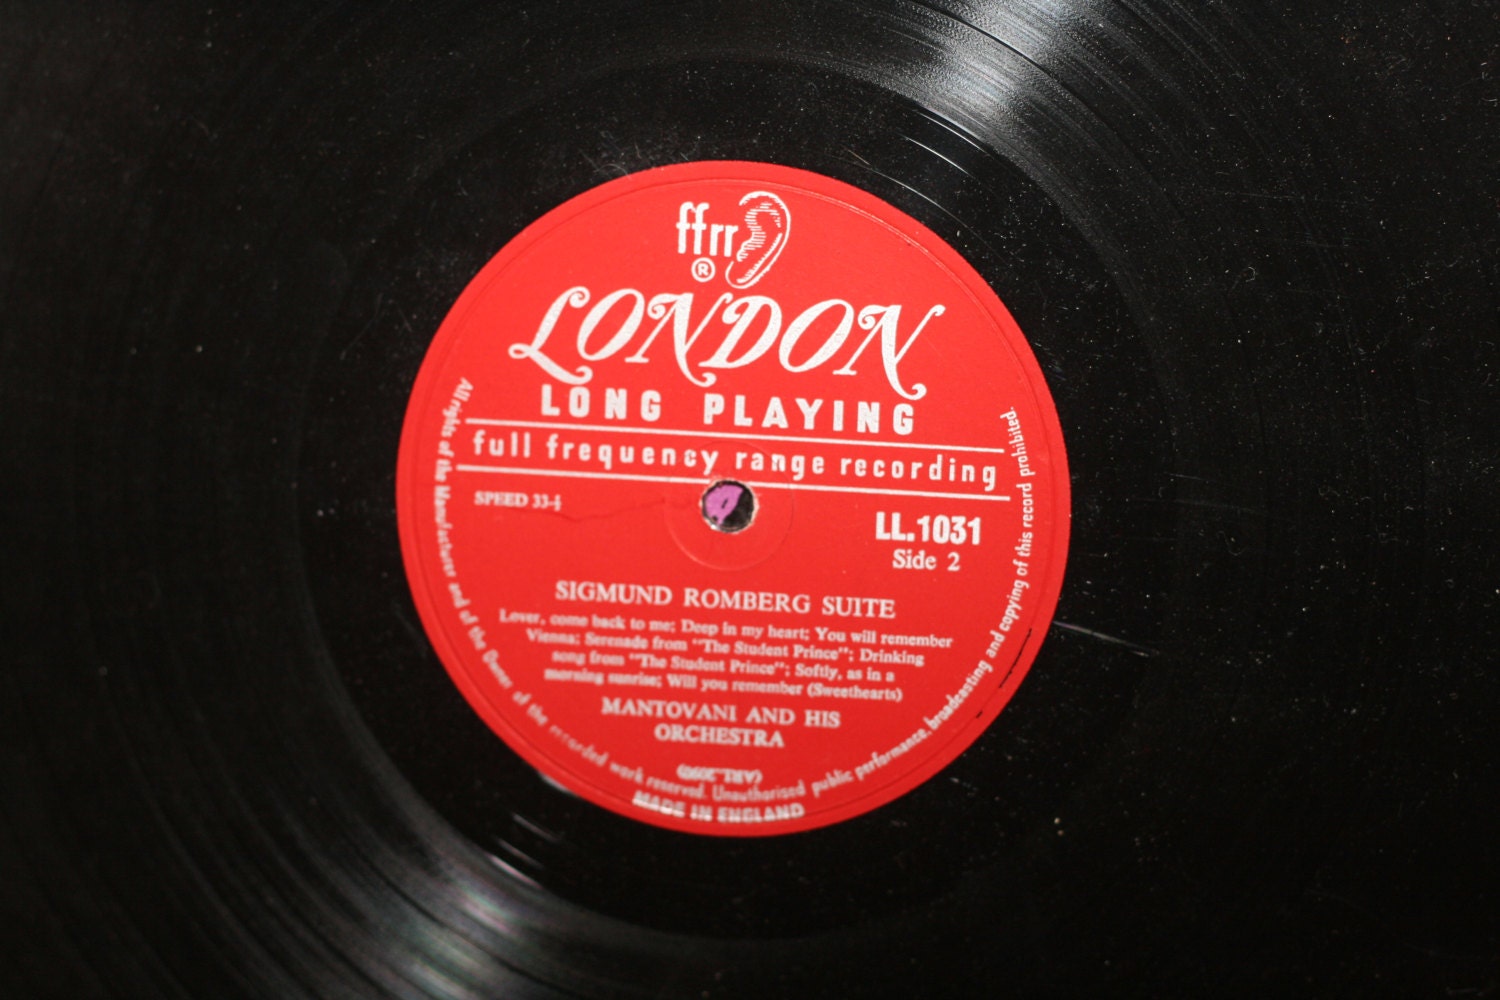 ffrr
®
LONDON
LONG PLAYING
full frequency range recording
SPEED 33-⅓
LL.1031
Side 2
SIGMUND ROMBERG SUITE
Lover, come back to me; Deep in my heart; You will remember
Vienna; Serenade from "The Student Prince"; Drinking
song from "The Student Prince"; Softly, as in a
morning sunrise; Will you remember (Sweethearts)
MANTOVANI AND HIS
ORCHESTRA
All rights of the Manufacturer and of the Owner of the recorded work reserved. Unauthorised public performance, broadcasting and copying of this record prohibited.
MADE IN ENGLAND